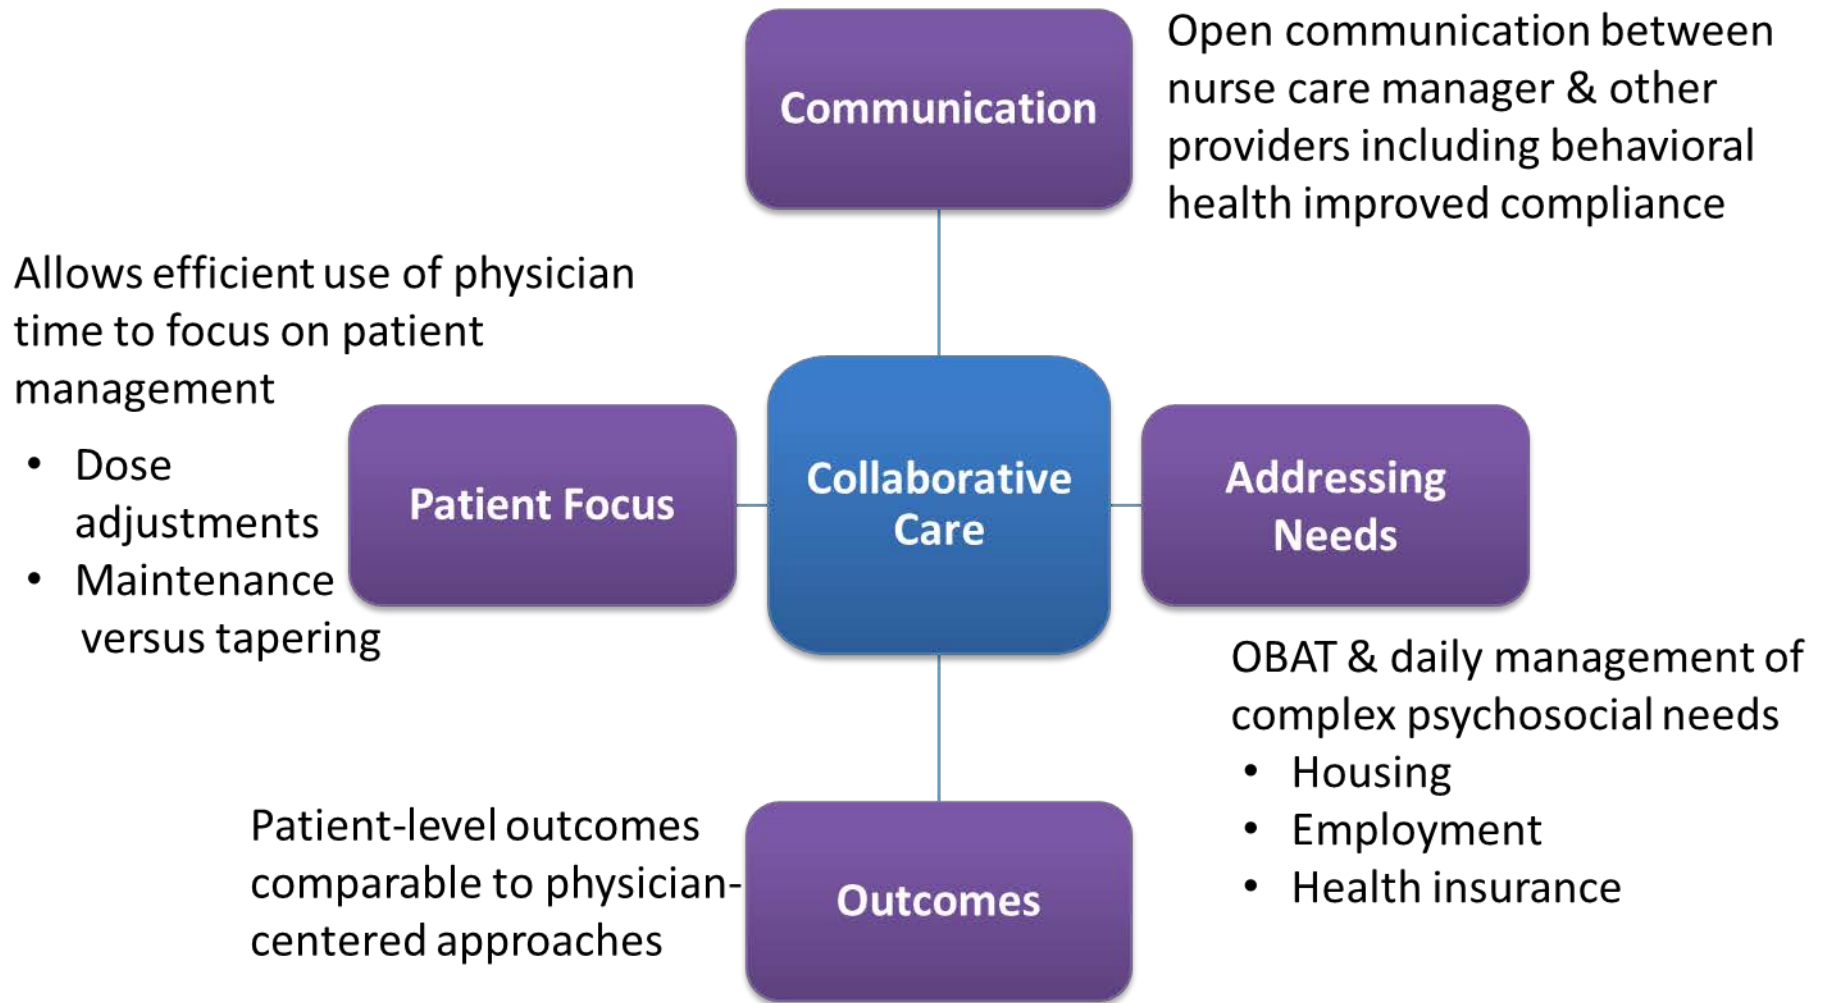 Communication
Open communication between
nurse care manager & other
providers including behavioral
health improved compliance
Allows efficient use of physician
time to focus on patient
management
• Dose
adjustments
• Maintenance
versus tapering
Patient Focus
Collaborative
Care
Addressing
Needs
OBAT & daily management of
complex psychosocial needs
• Housing
• Employment
• Health insurance
Patient-level outcomes
comparable to physician-
centered approaches
Outcomes